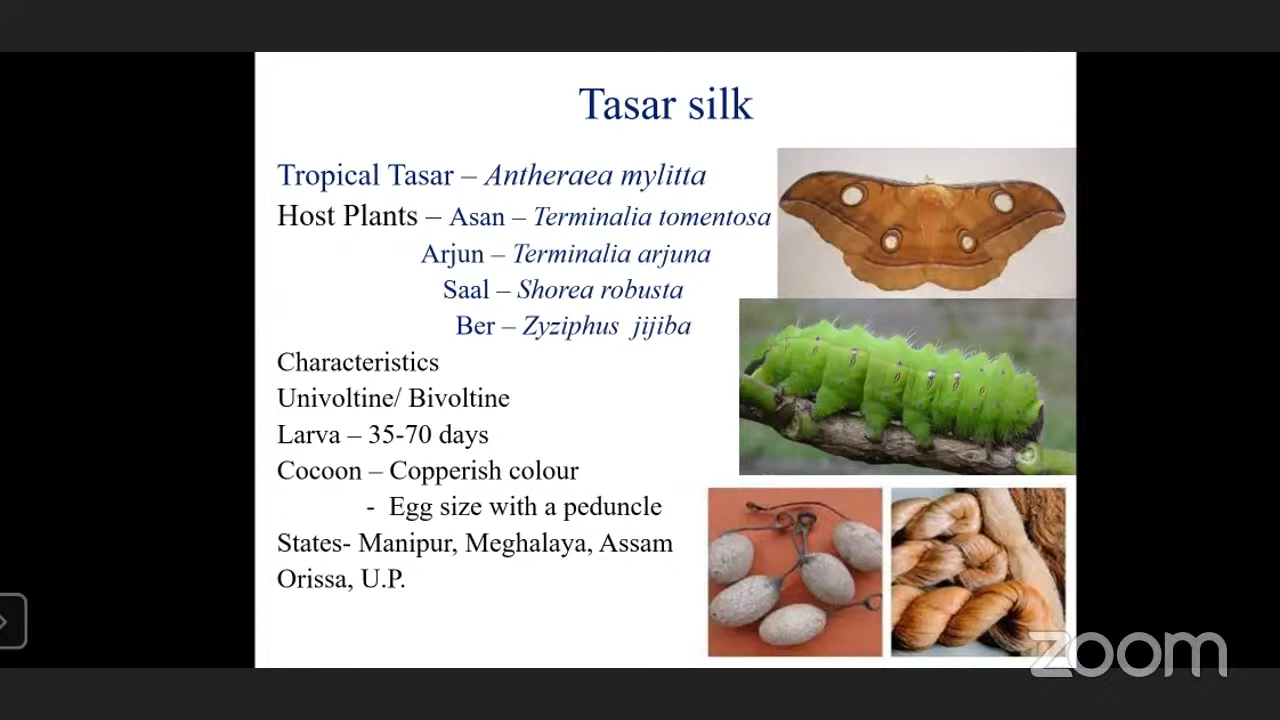 Tasar silk
Tropical Tasar – Antheraea mylitta
Host Plants – Asan – Terminalia tomentosa
Arjun – Terminalia arjuna
Saal – Shorea robusta
Ber – Zyziphus jijiba
Characteristics
Univoltine/ Bivoltine
Larva – 35-70 days
Cocoon – Copperish colour
- Egg size with a peduncle
States- Manipur, Meghalaya, Assam
Orissa, U.P.
zoom